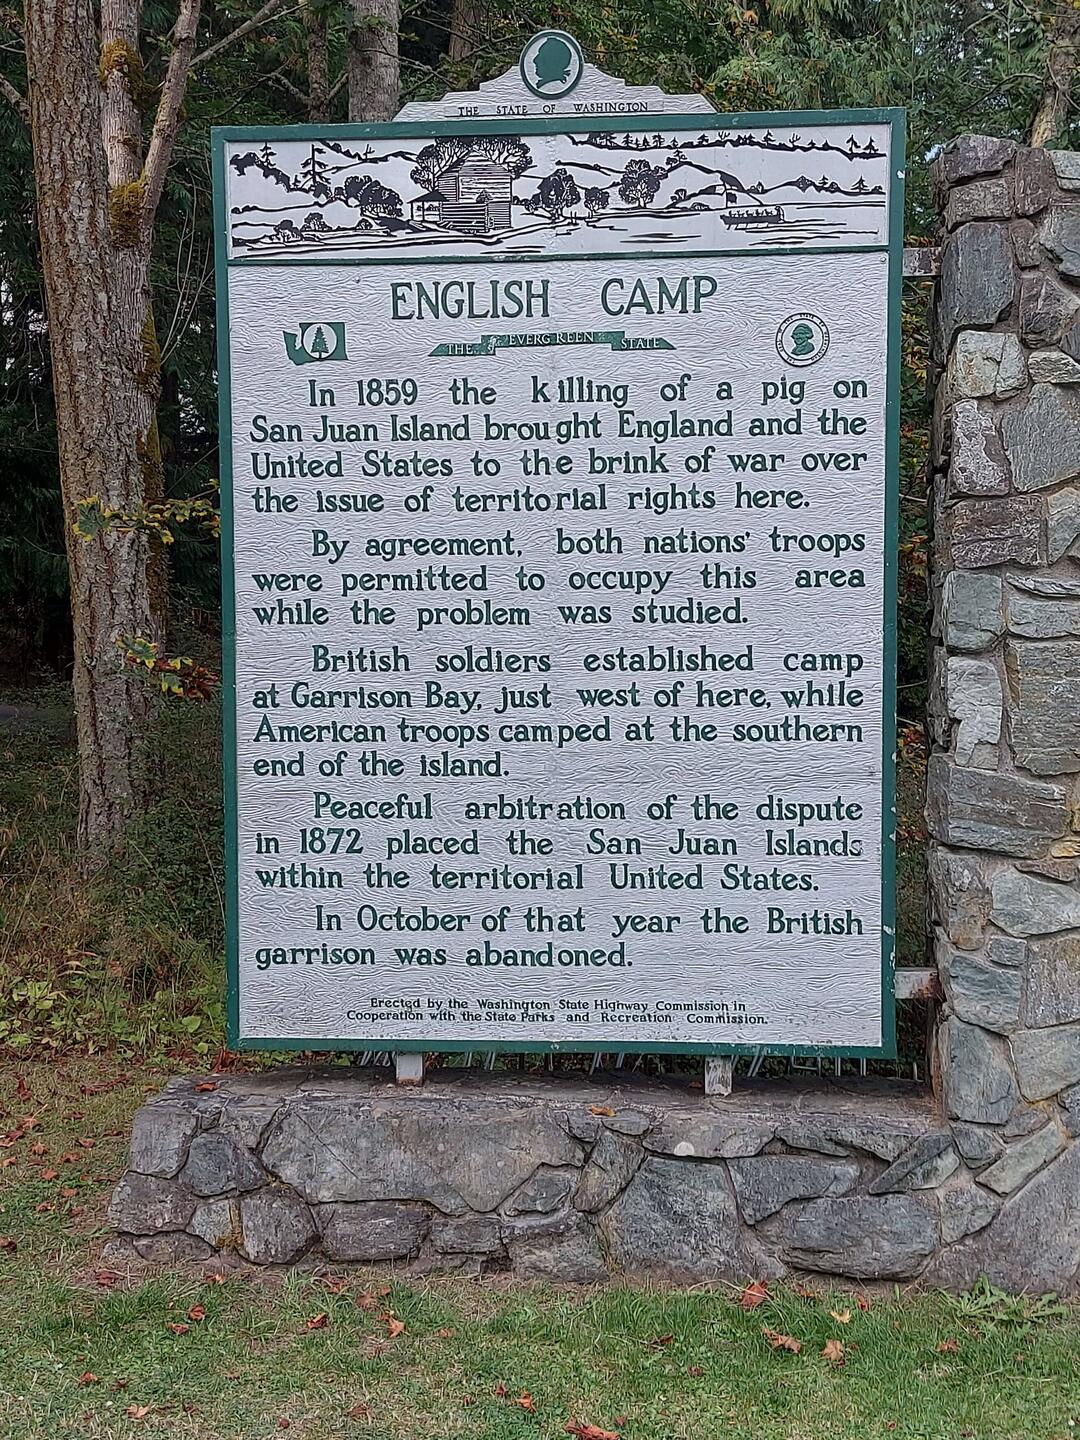 THE STATE OF WASHINGTON
ENGLISH CAMP
THE EVERGREEN STATE
In 1859 the killing of a pig on
San Juan Island brought England and the
United States to the brink of war over
the issue of territorial rights here.
By agreement, both nations' troops
were permitted to occupy this area
while the problem was studied.
British soldiers established camp
at Garrison Bay, just west of here, while
American troops camped at the southern
end of the island.
Peaceful arbitration of the dispute
in 1872 placed the San Juan Islands
within the territorial United States.
In October of that year the British
garrison was abandoned.
Erected by the Washington State Highway Commission in
Cooperation with the State Parks and Recreation Commission.